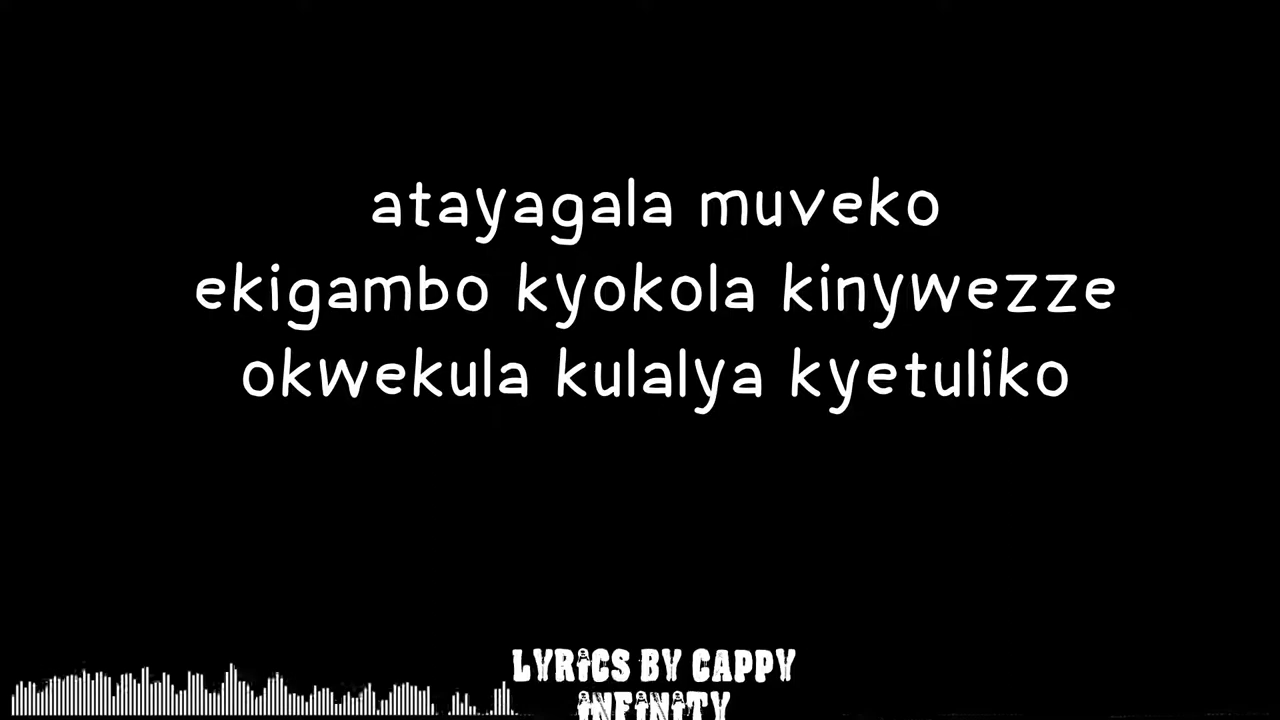 atayagala muveko
ekigambo kyokola kinywezze
okwekula kulalya kyetuliko
LYRiCS BY CAPPY
iNFiNiTY